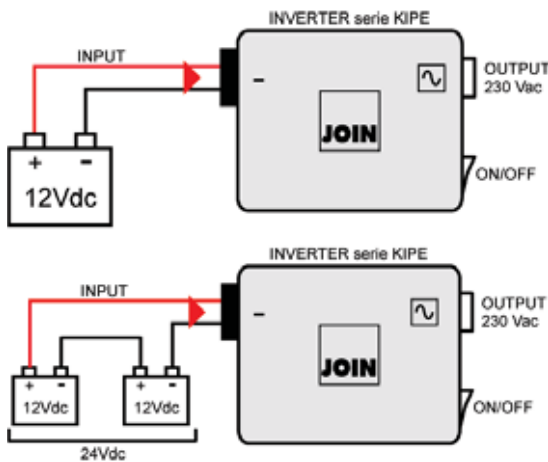 INVERTER serie KIPE
INPUT
OUTPUT
230 Vac
–
JOIN
+ –
12Vdc
ON/OFF
INVERTER serie KIPE
INPUT
OUTPUT
230 Vac
–
JOIN
+ – + –
12Vdc 12Vdc
ON/OFF
24Vdc